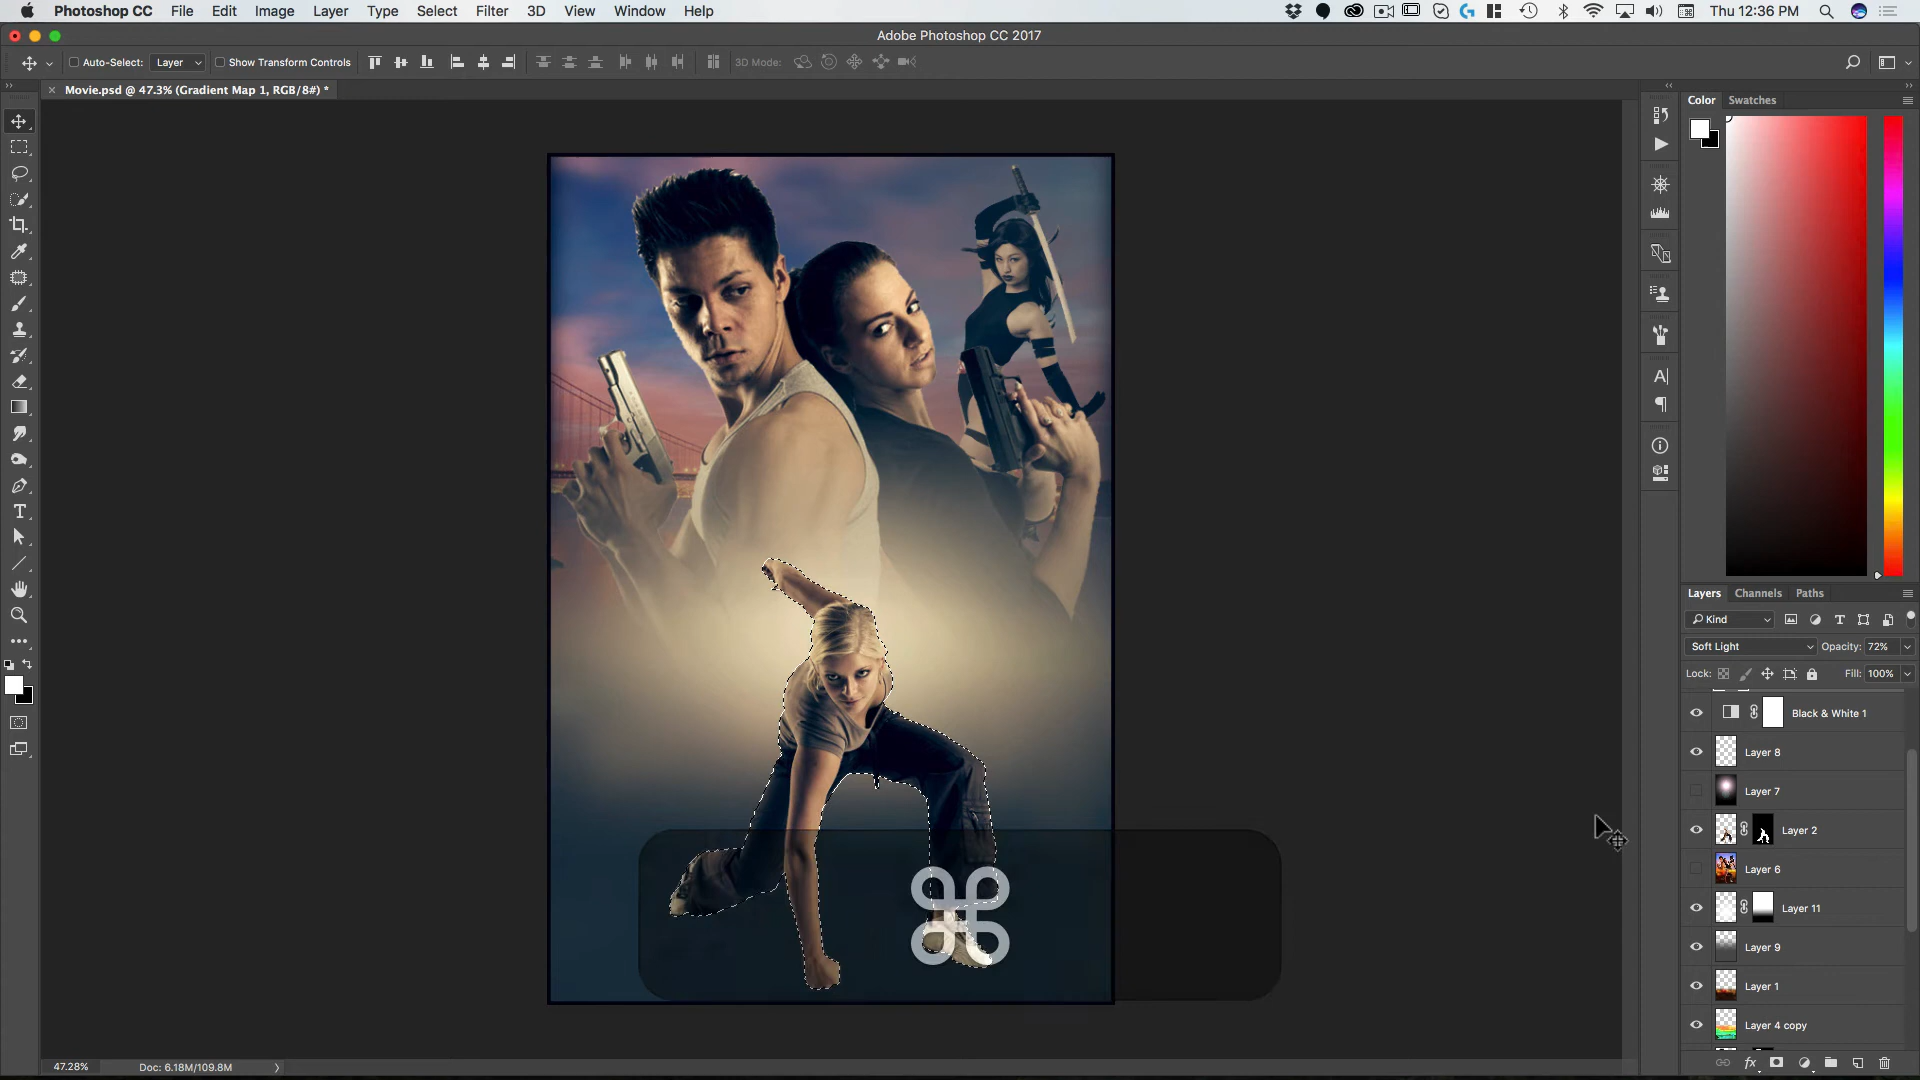 Photoshop CC File Edit Image Layer Type Select Filter 3D View Window Help Thu 12:36 PM
Adobe Photoshop CC 2017
Auto-Select: Layer Show Transform Controls 3D Mode:
Movie.psd @ 47.3% (Gradient Map 1, RGB/8#) *
Color Swatches
Layers Channels Paths
Kind
Soft Light Opacity: 72%
Lock: Fill: 100%
Black & White 1
Layer 8
Layer 7
Layer 2
Layer 6
Layer 11
Layer 9
Layer 1
Layer 4 copy
47.28% Doc: 6.18M/109.8M